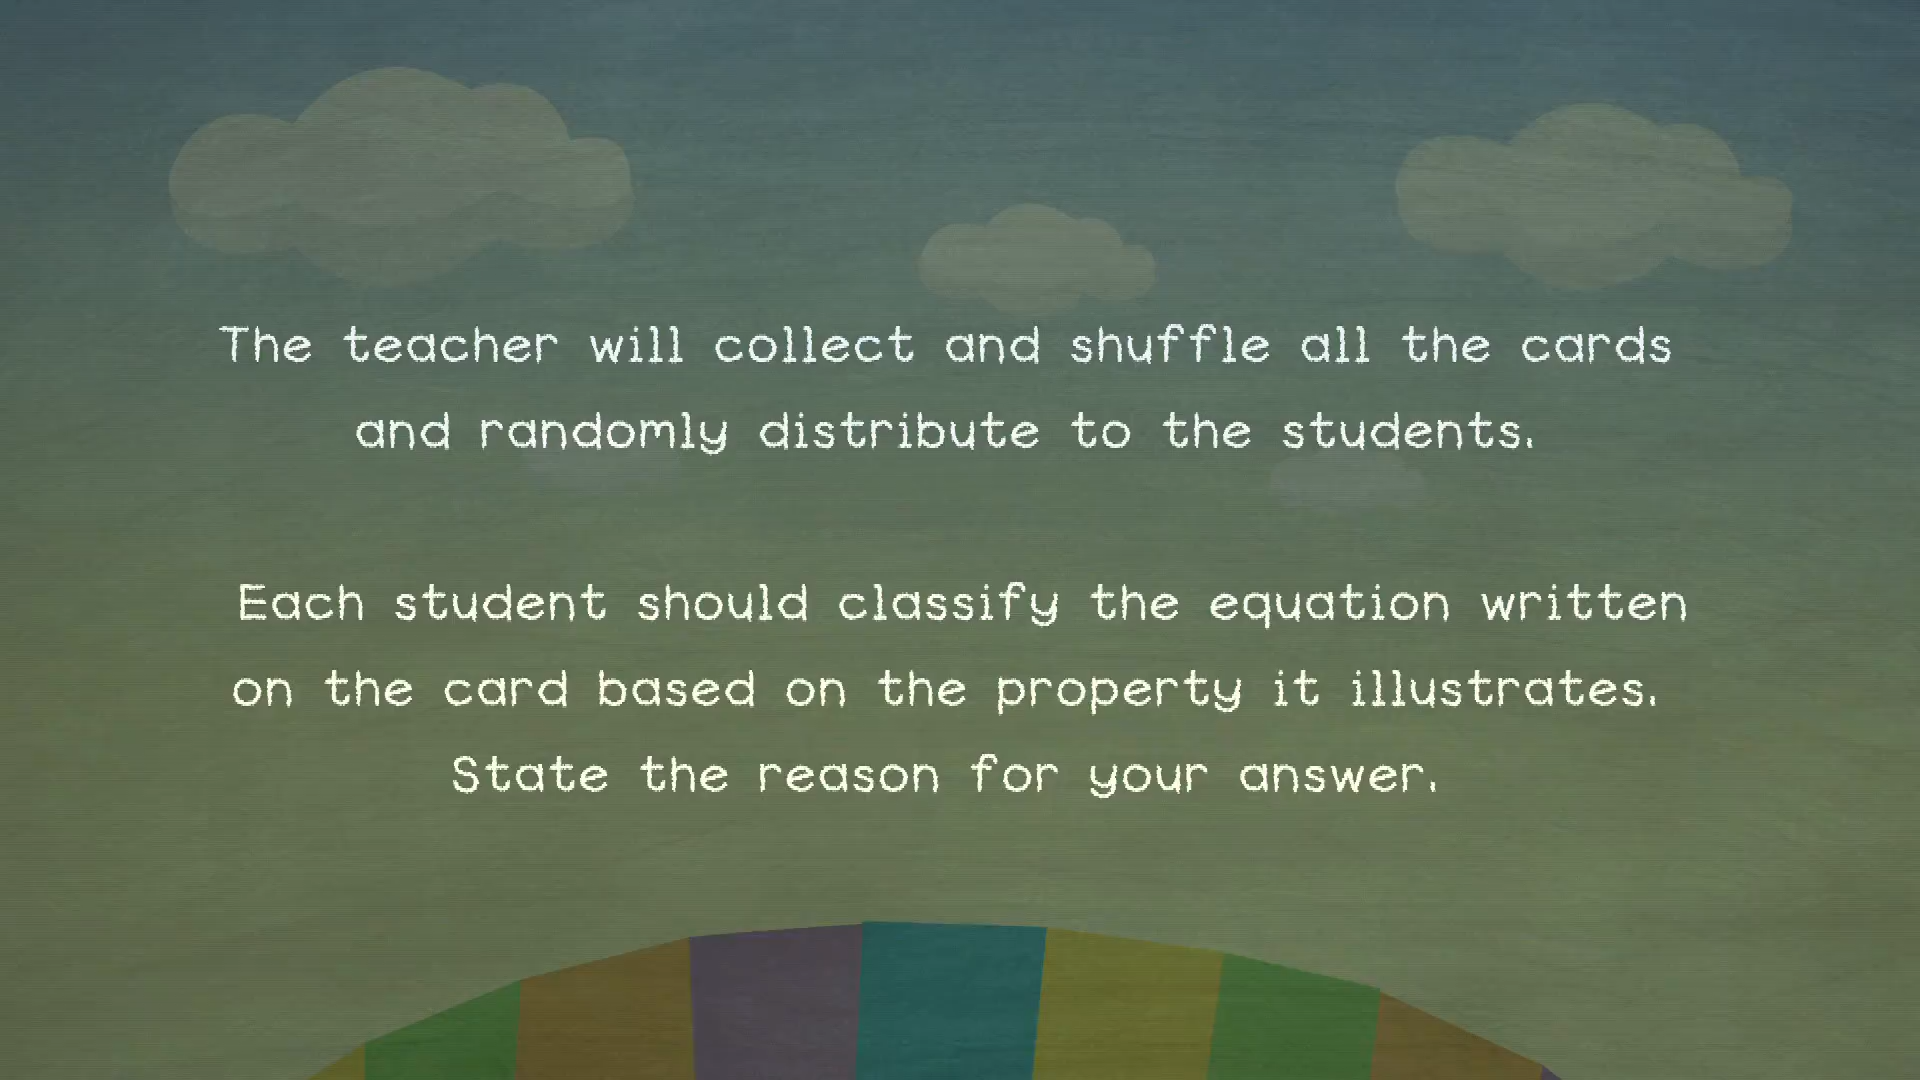 The teacher will collect and shuffle all the cards
and randomly distribute to the students.
Each student should classify the equation written
on the card based on the property it illustrates.
State the reason for your answer.